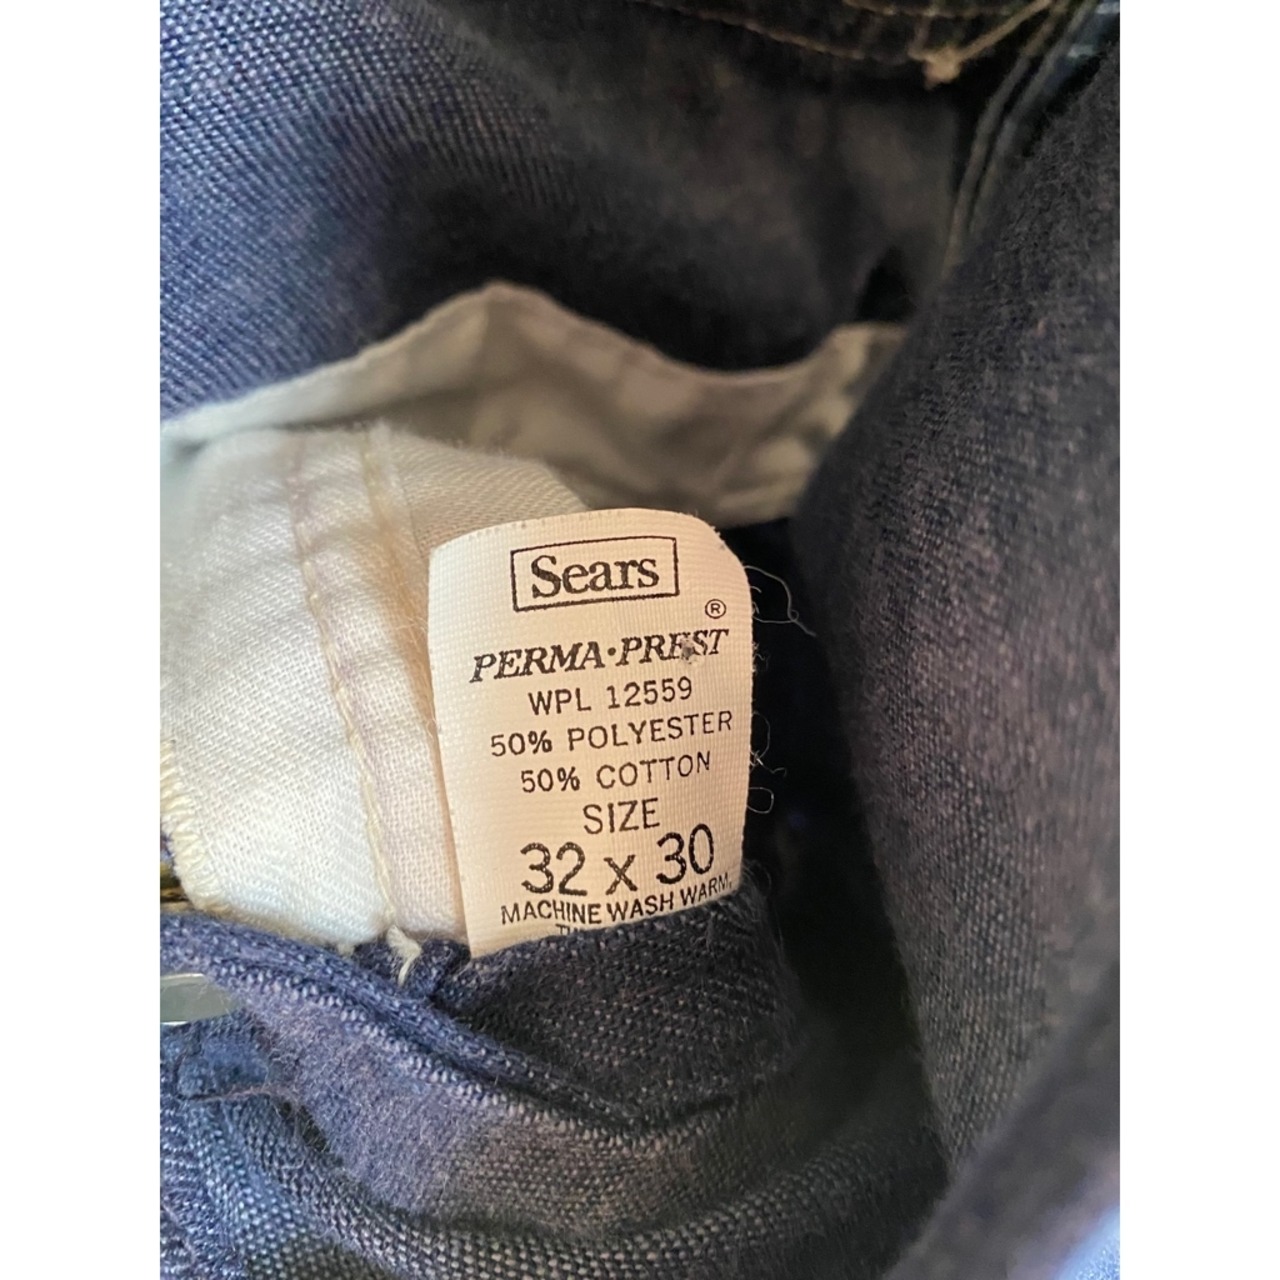 Sears
®
PERMA·PREST
WPL 12559
50% POLYESTER
50% COTTON
SIZE
32 x 30
MACHINE WASH WARM,